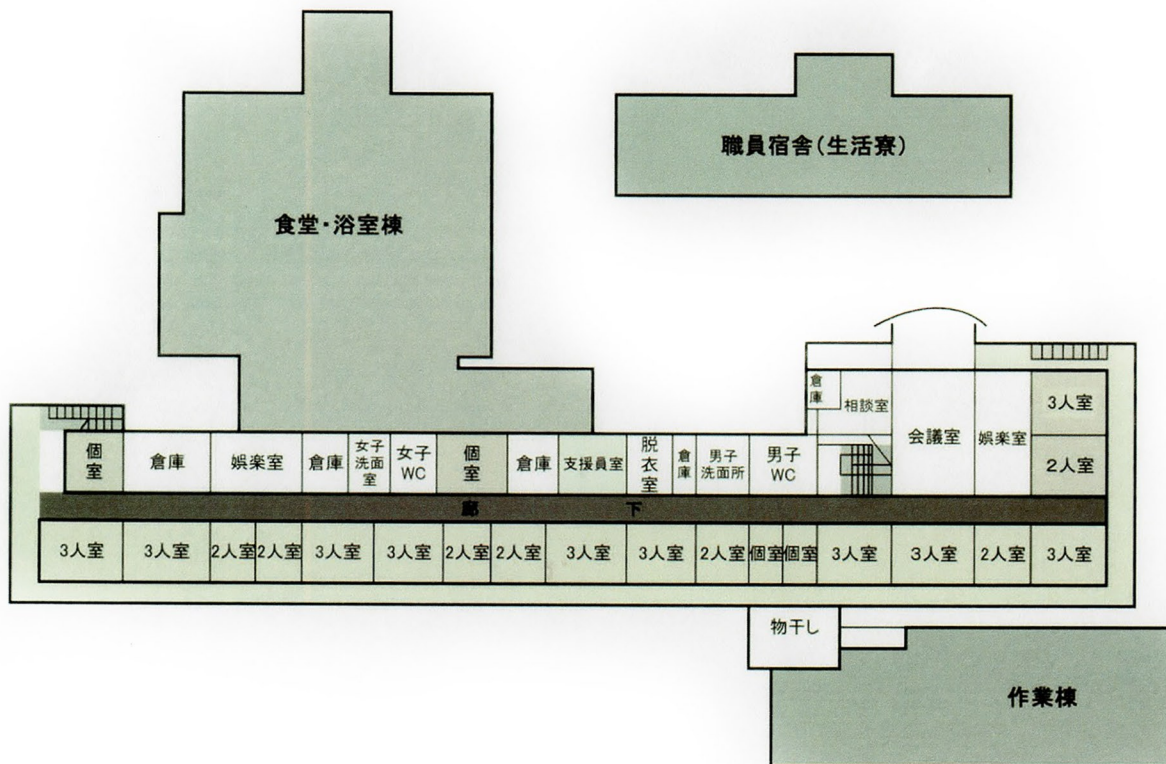 職員宿舎(生活寮)
食堂・浴室棟
倉庫
相談室
会議室
娯楽室
3人室
2人室
個室
倉庫
娯楽室
倉庫
女子洗面室
女子WC
個室
倉庫
支援員室
脱衣室
倉庫
男子洗面所
男子WC
廊下
3人室
3人室
2人室
2人室
3人室
3人室
2人室
2人室
3人室
3人室
2人室
個室
個室
3人室
3人室
2人室
3人室
物干し
作業棟